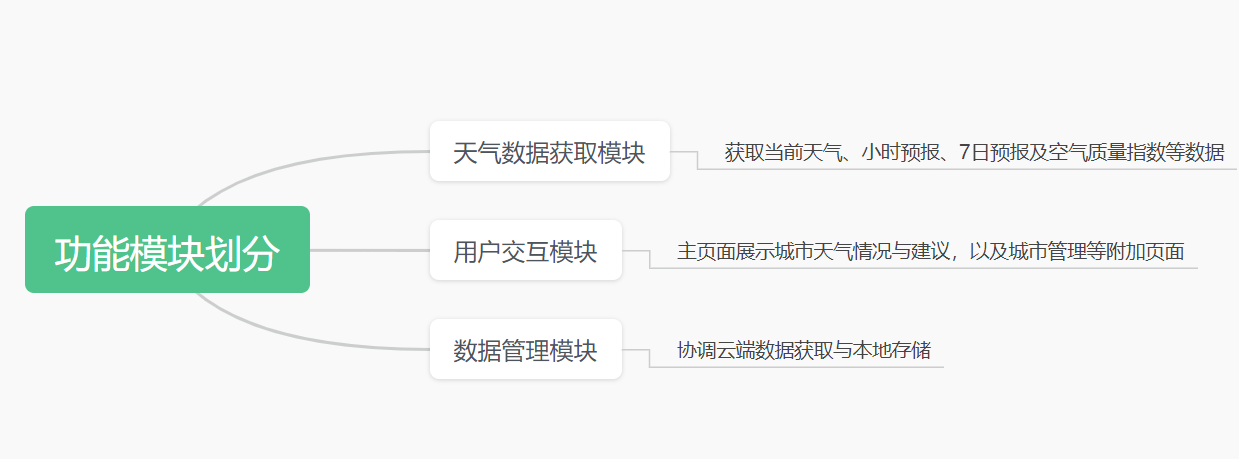 功能模块划分
天气数据获取模块
获取当前天气、小时预报、7日预报及空气质量指数等数据
用户交互模块
主页面展示城市天气情况与建议，以及城市管理等附加页面
数据管理模块
协调云端数据获取与本地存储